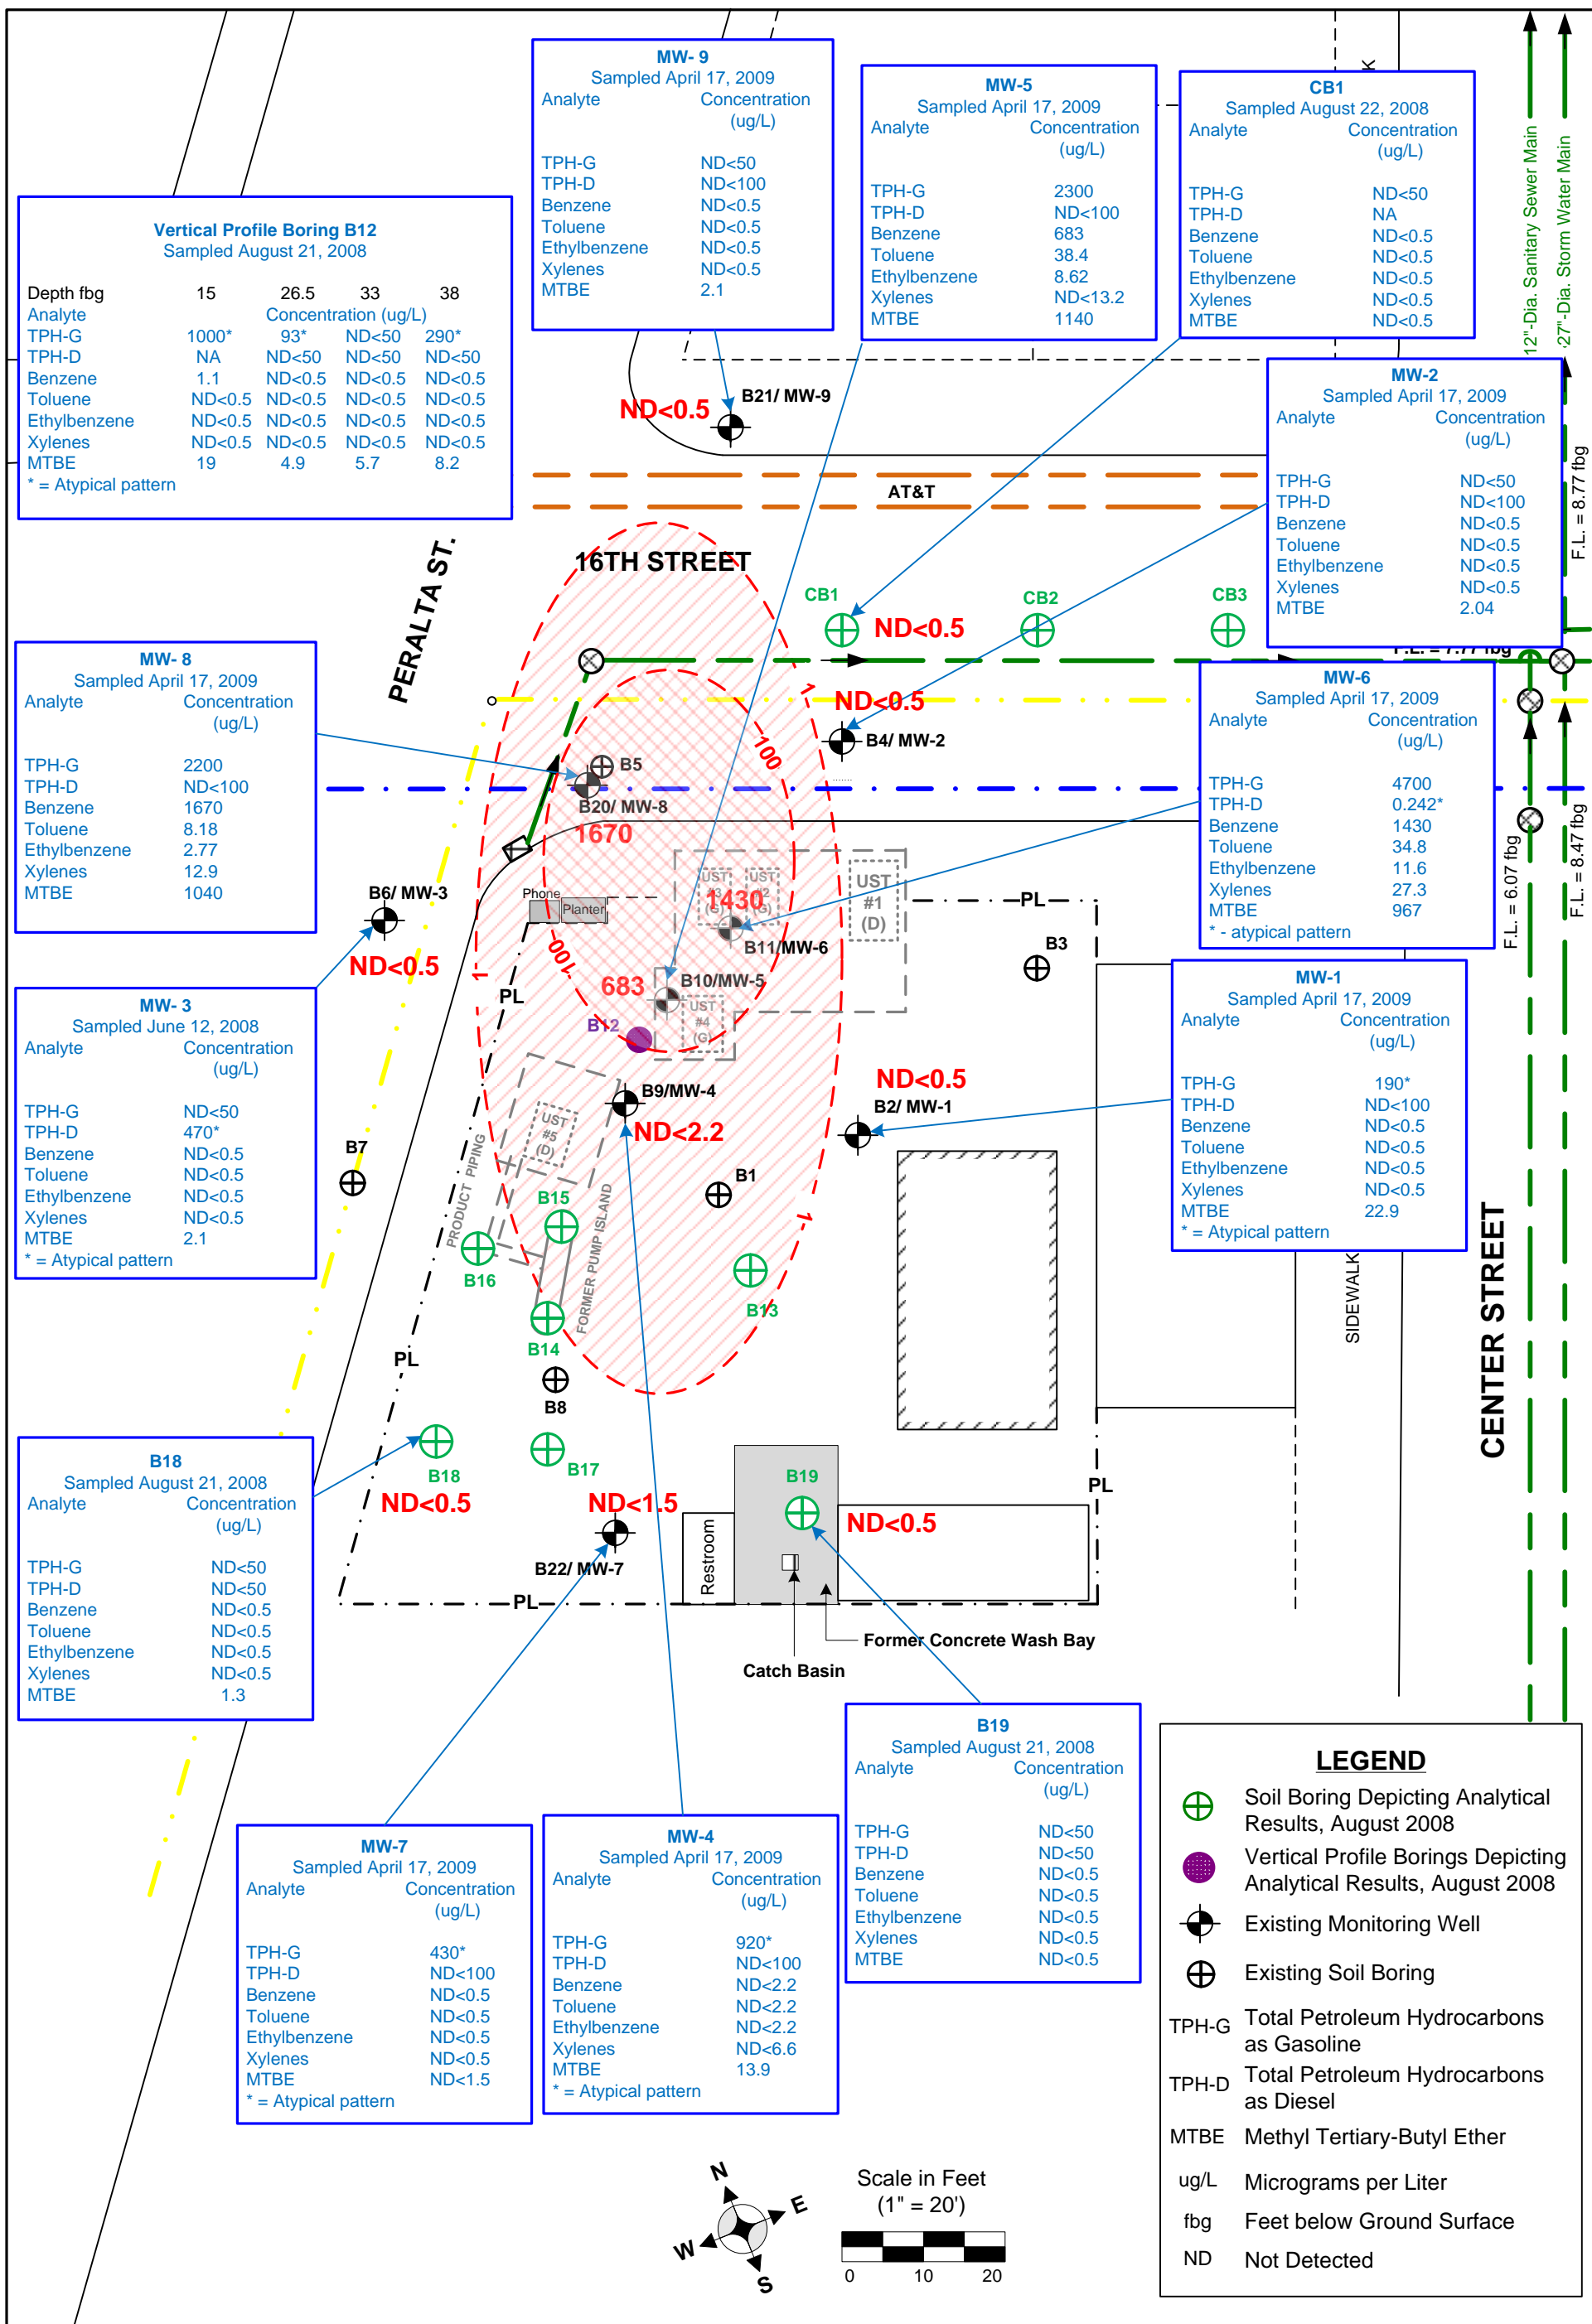 MW- 9
Sampled April 17, 2009
Analyte Concentration
(ug/L)
TPH-G ND<50
TPH-D ND<100
Benzene ND<0.5
Toluene ND<0.5
Ethylbenzene ND<0.5
Xylenes ND<0.5
MTBE 2.1
MW-5
Sampled April 17, 2009
Analyte Concentration
(ug/L)
TPH-G 2300
TPH-D ND<100
Benzene 683
Toluene 38.4
Ethylbenzene 8.62
Xylenes ND<13.2
MTBE 1140
K
CB1
Sampled August 22, 2008
Analyte Concentration
(ug/L)
TPH-G ND<50
TPH-D NA
Benzene ND<0.5
Toluene ND<0.5
Ethylbenzene ND<0.5
Xylenes ND<0.5
MTBE ND<0.5
12"-Dia. Sanitary Sewer Main
27"-Dia. Storm Water Main
Vertical Profile Boring B12
Sampled August 21, 2008
Depth fbg 15 26.5 33 38
Analyte Concentration (ug/L)
TPH-G 1000* 93* ND<50 290*
TPH-D NA ND<50 ND<50 ND<50
Benzene 1.1 ND<0.5 ND<0.5 ND<0.5
Toluene ND<0.5 ND<0.5 ND<0.5 ND<0.5
Ethylbenzene ND<0.5 ND<0.5 ND<0.5 ND<0.5
Xylenes ND<0.5 ND<0.5 ND<0.5 ND<0.5
MTBE 19 4.9 5.7 8.2
* = Atypical pattern
MW-2
Sampled April 17, 2009
Analyte Concentration
(ug/L)
TPH-G ND<50
TPH-D ND<100
Benzene ND<0.5
Toluene ND<0.5
Ethylbenzene ND<0.5
Xylenes ND<0.5
MTBE 2.04
F.L. = 8.77 fbg
B21/ MW-9
ND<0.5
AT&T
16TH STREET
PERALTA ST.
CB1
CB2
CB3
ND<0.5
F.L. = 7.77 fbg
MW- 8
Sampled April 17, 2009
Analyte Concentration
(ug/L)
TPH-G 2200
TPH-D ND<100
Benzene 1670
Toluene 8.18
Ethylbenzene 2.77
Xylenes 12.9
MTBE 1040
1
ND<0.5
B4/ MW-2
100
B5
B20/ MW-8
1670
MW-6
Sampled April 17, 2009
Analyte Concentration
(ug/L)
TPH-G 4700
TPH-D 0.242*
Benzene 1430
Toluene 34.8
Ethylbenzene 11.6
Xylenes 27.3
MTBE 967
* - atypical pattern
F.L. = 6.07 fbg
F.L. = 8.47 fbg
B6/ MW-3
ND<0.5
Phone
Planter
UST
#3
(G)
UST
#2
(G)
1430
UST
#1
(D)
PL
B11/MW-6
B3
100
1
PL
683
B10/MW-5
UST
#4
(G)
B12
MW- 3
Sampled June 12, 2008
Analyte Concentration
(ug/L)
TPH-G ND<50
TPH-D 470*
Benzene ND<0.5
Toluene ND<0.5
Ethylbenzene ND<0.5
Xylenes ND<0.5
MTBE 2.1
* = Atypical pattern
MW-1
Sampled April 17, 2009
Analyte Concentration
(ug/L)
TPH-G 190*
TPH-D ND<100
Benzene ND<0.5
Toluene ND<0.5
Ethylbenzene ND<0.5
Xylenes ND<0.5
MTBE 22.9
* = Atypical pattern
ND<0.5
B2/ MW-1
B9/MW-4
ND<2.2
UST
#5
(D)
B7
PRODUCT PIPING
FORMER PUMP ISLAND
B1
1
B15
B16
B13
B14
B8
PL
SIDEWALK
CENTER STREET
B18
Sampled August 21, 2008
Analyte Concentration
(ug/L)
TPH-G ND<50
TPH-D ND<50
Benzene ND<0.5
Toluene ND<0.5
Ethylbenzene ND<0.5
Xylenes ND<0.5
MTBE 1.3
B18
ND<0.5
B17
ND<1.5
B22/ MW-7
B19
ND<0.5
PL
Restroom
PL
Former Concrete Wash Bay
Catch Basin
MW-7
Sampled April 17, 2009
Analyte Concentration
(ug/L)
TPH-G 430*
TPH-D ND<100
Benzene ND<0.5
Toluene ND<0.5
Ethylbenzene ND<0.5
Xylenes ND<0.5
MTBE ND<1.5
* = Atypical pattern
MW-4
Sampled April 17, 2009
Analyte Concentration
(ug/L)
TPH-G 920*
TPH-D ND<100
Benzene ND<2.2
Toluene ND<2.2
Ethylbenzene ND<2.2
Xylenes ND<6.6
MTBE 13.9
* = Atypical pattern
B19
Sampled August 21, 2008
Analyte Concentration
(ug/L)
TPH-G ND<50
TPH-D ND<50
Benzene ND<0.5
Toluene ND<0.5
Ethylbenzene ND<0.5
Xylenes ND<0.5
MTBE ND<0.5
LEGEND
Soil Boring Depicting Analytical
Results, August 2008
Vertical Profile Borings Depicting
Analytical Results, August 2008
Existing Monitoring Well
Existing Soil Boring
TPH-G Total Petroleum Hydrocarbons
as Gasoline
TPH-D Total Petroleum Hydrocarbons
as Diesel
MTBE Methyl Tertiary-Butyl Ether
ug/L Micrograms per Liter
fbg Feet below Ground Surface
ND Not Detected
N
E
W
S
Scale in Feet
(1" = 20')
0 10 20